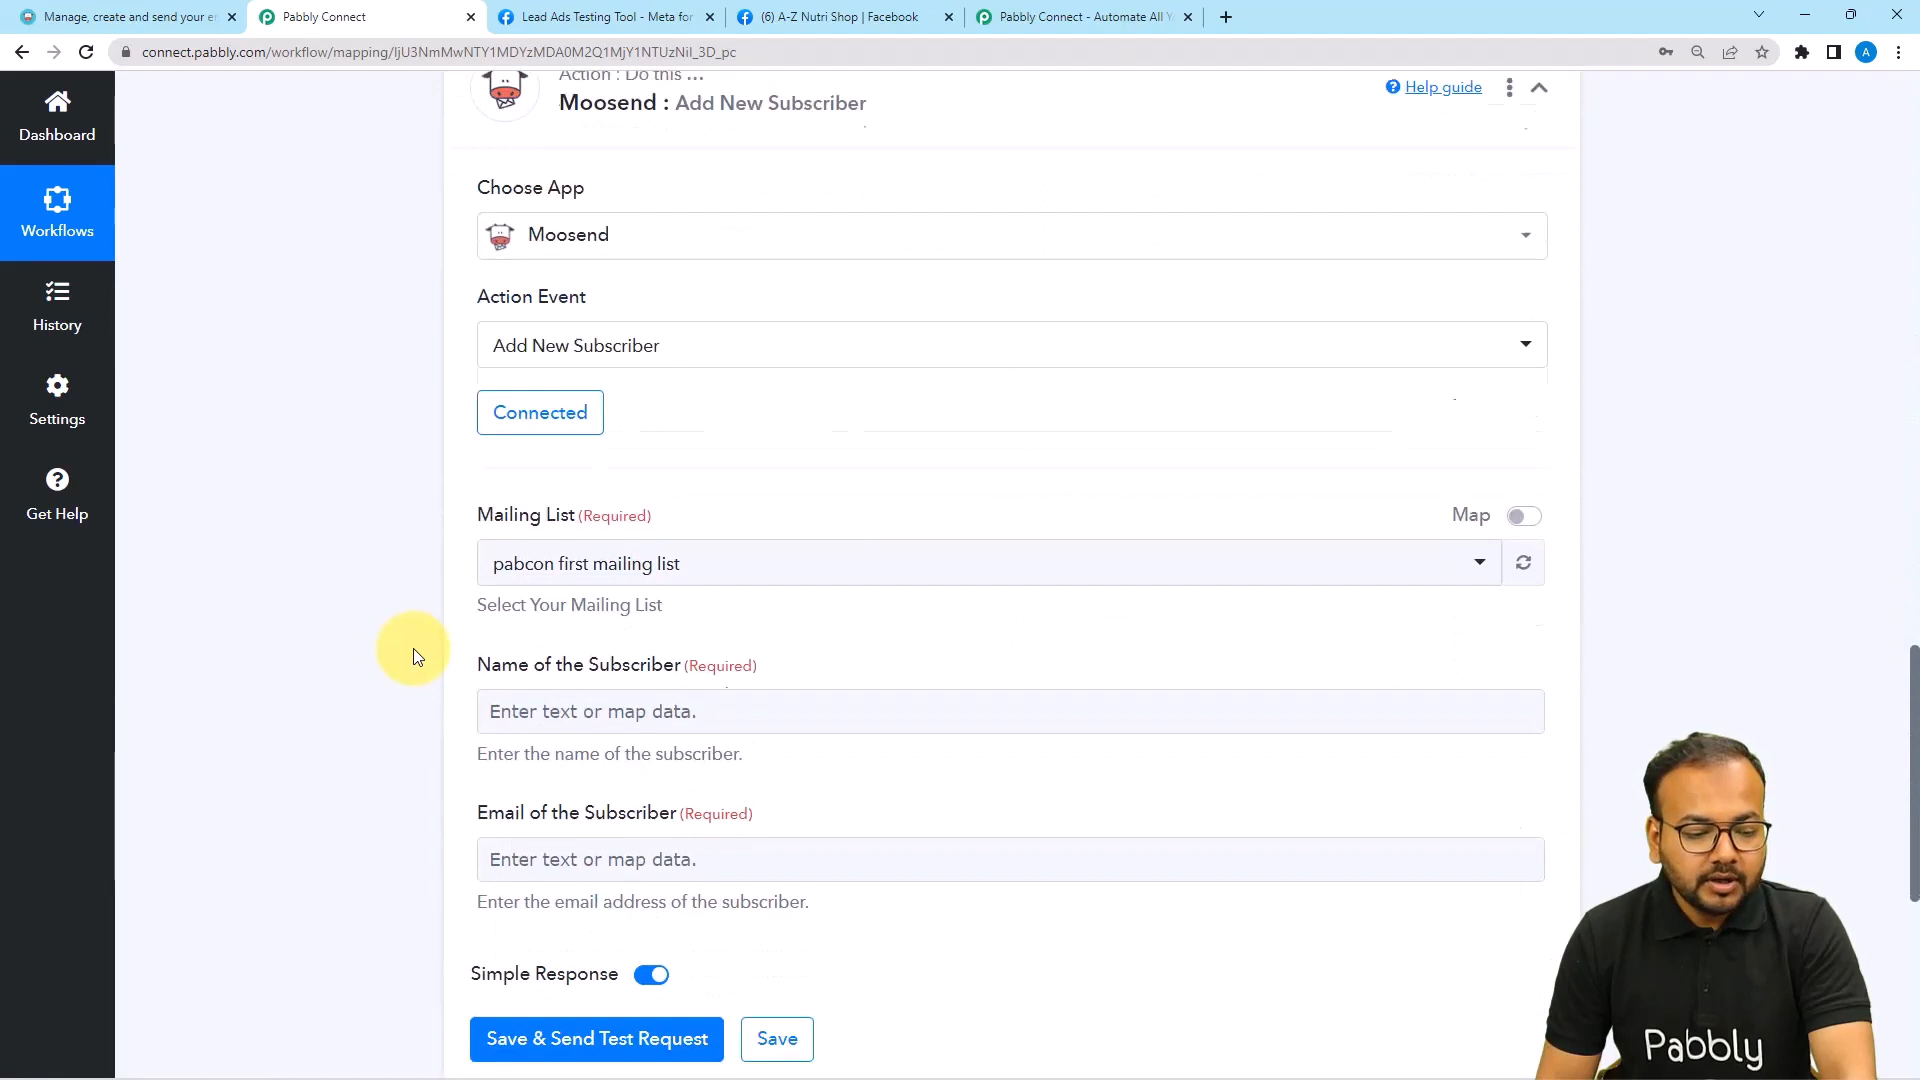 Manage, create and send your e
Pabbly Connect
Lead Ads Testing Tool - Meta for
(6) A-Z Nutri Shop | Facebook
Pabbly Connect - Automate All Y
connect.pabbly.com/workflow/mapping/IjU3NmMwNTY1MDYzMDA0M2Q1MjY1NTUzNiI_3D_pc
A
Action : Do this ...
Moosend : Add New Subscriber
Help guide
Dashboard
Workflows
History
Settings
Get Help
Choose App
Moosend
Action Event
Add New Subscriber
Connected
Mailing List (Required)
Map
pabcon first mailing list
Select Your Mailing List
Name of the Subscriber (Required)
Enter text or map data.
Enter the name of the subscriber.
Email of the Subscriber (Required)
Enter text or map data.
Enter the email address of the subscriber.
Simple Response
Save & Send Test Request
Save
Pabbly